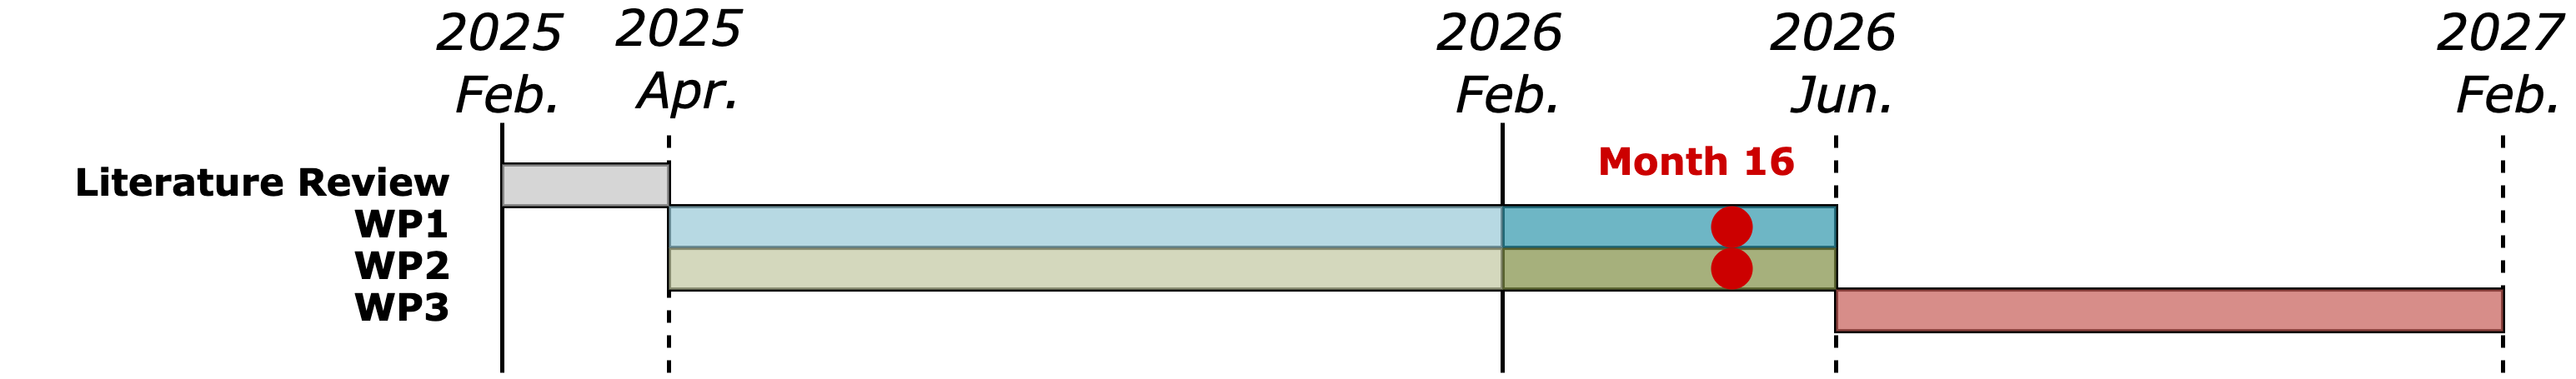 2025
Feb.
2025
Apr.
2026
Feb.
2026
Jun.
2027
Feb.
Month 16
Literature Review
WP1
WP2
WP3